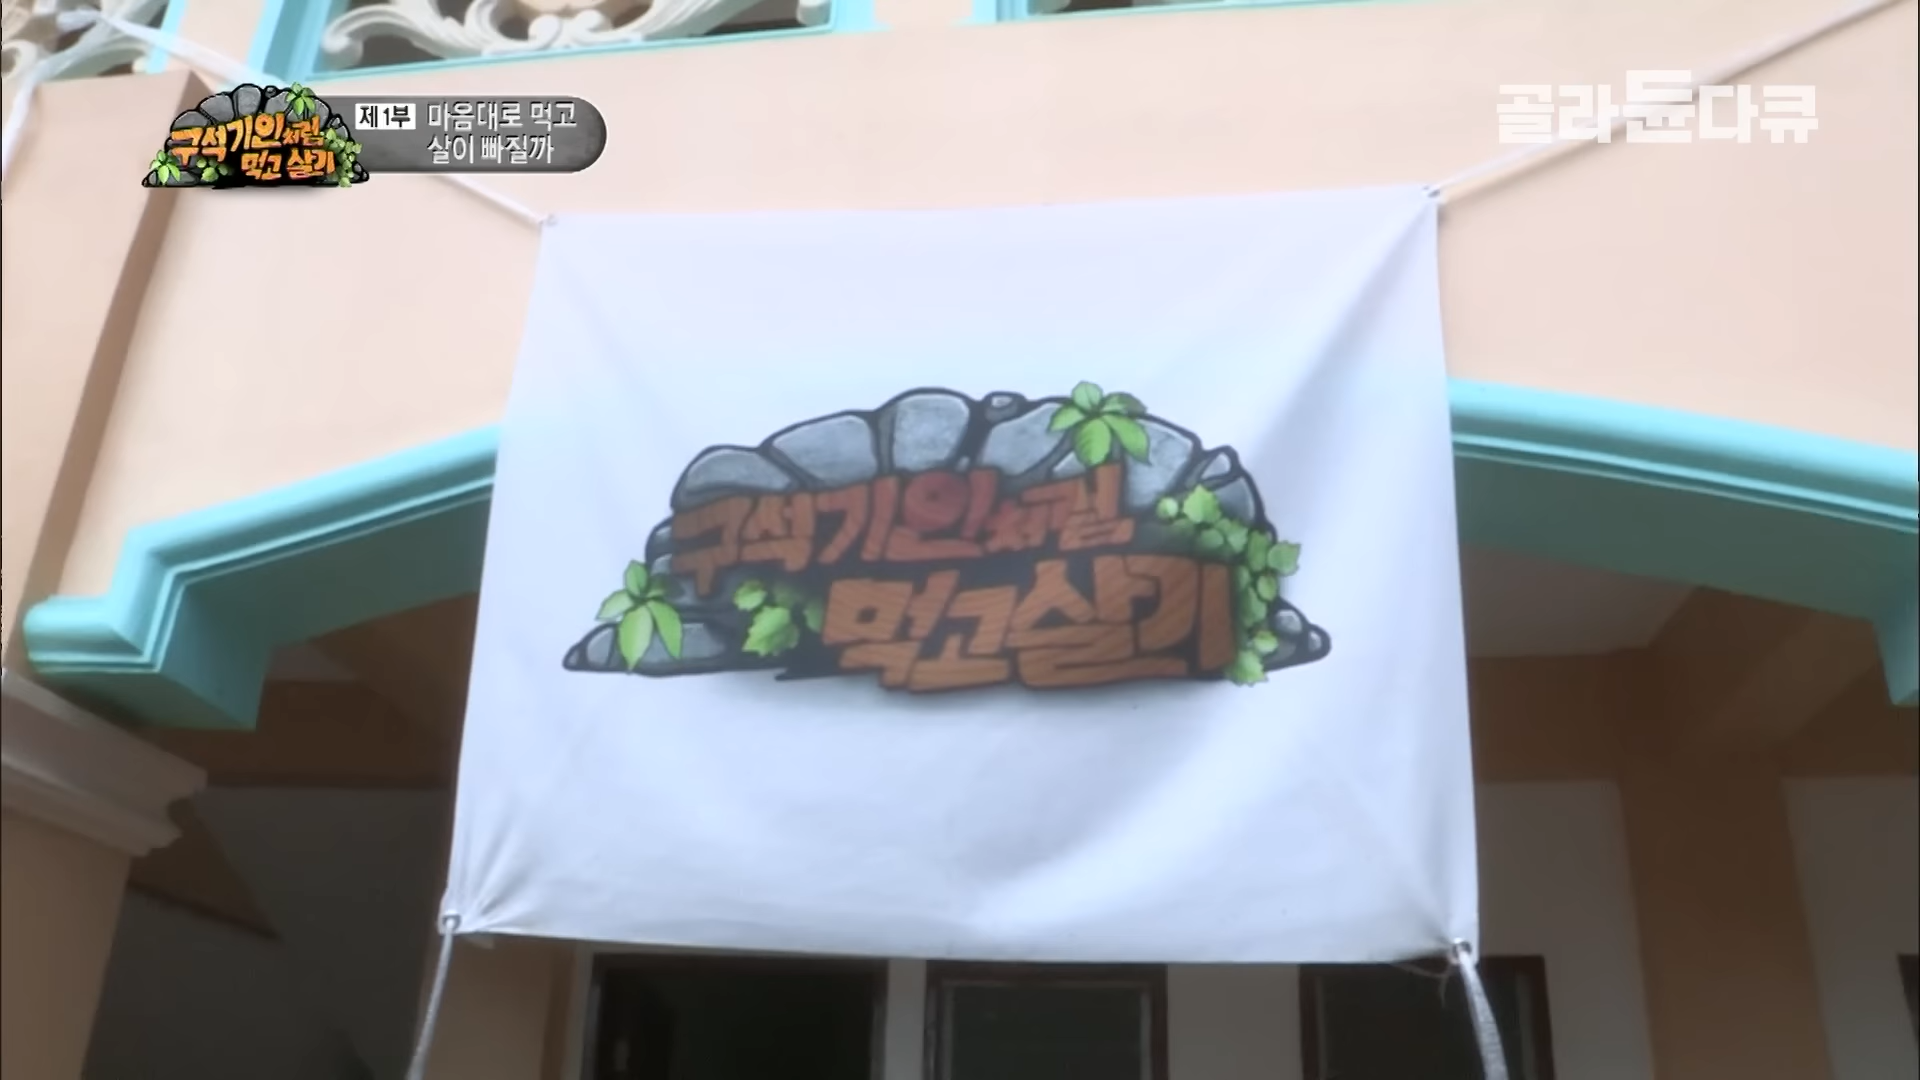 구석기인처럼
먹고 살기
제1부 마음대로 먹고
살이 빠질까
골라듄다큐
구석기인처럼
먹고살기